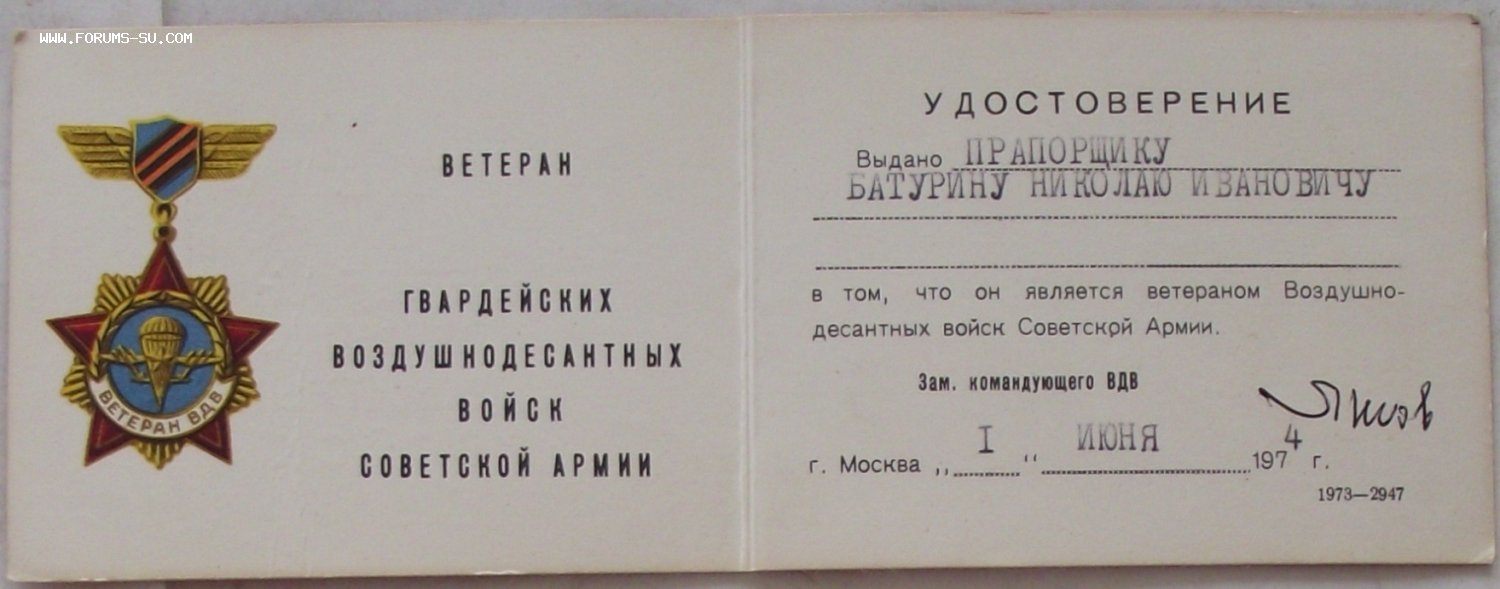 WWW.FORUMS-SU.COM
ВЕТЕРАН ВДВ
ВЕТЕРАН
ГВАРДЕЙСКИХ
ВОЗДУШНОДЕСАНТНЫХ
ВОЙСК
СОВЕТСКОЙ АРМИИ
УДОСТОВЕРЕНИЕ
Выдано ПРАПОРЩИКУ
БАТУРИНУ НИКОЛАЮ ИВАНОВИЧУ
в том, что он является ветераном Воздушно-
десантных войск Советской Армии.
Зам. командующего ВДВ
г. Москва „ I " ИЮНЯ 1974 г.
1973—2947